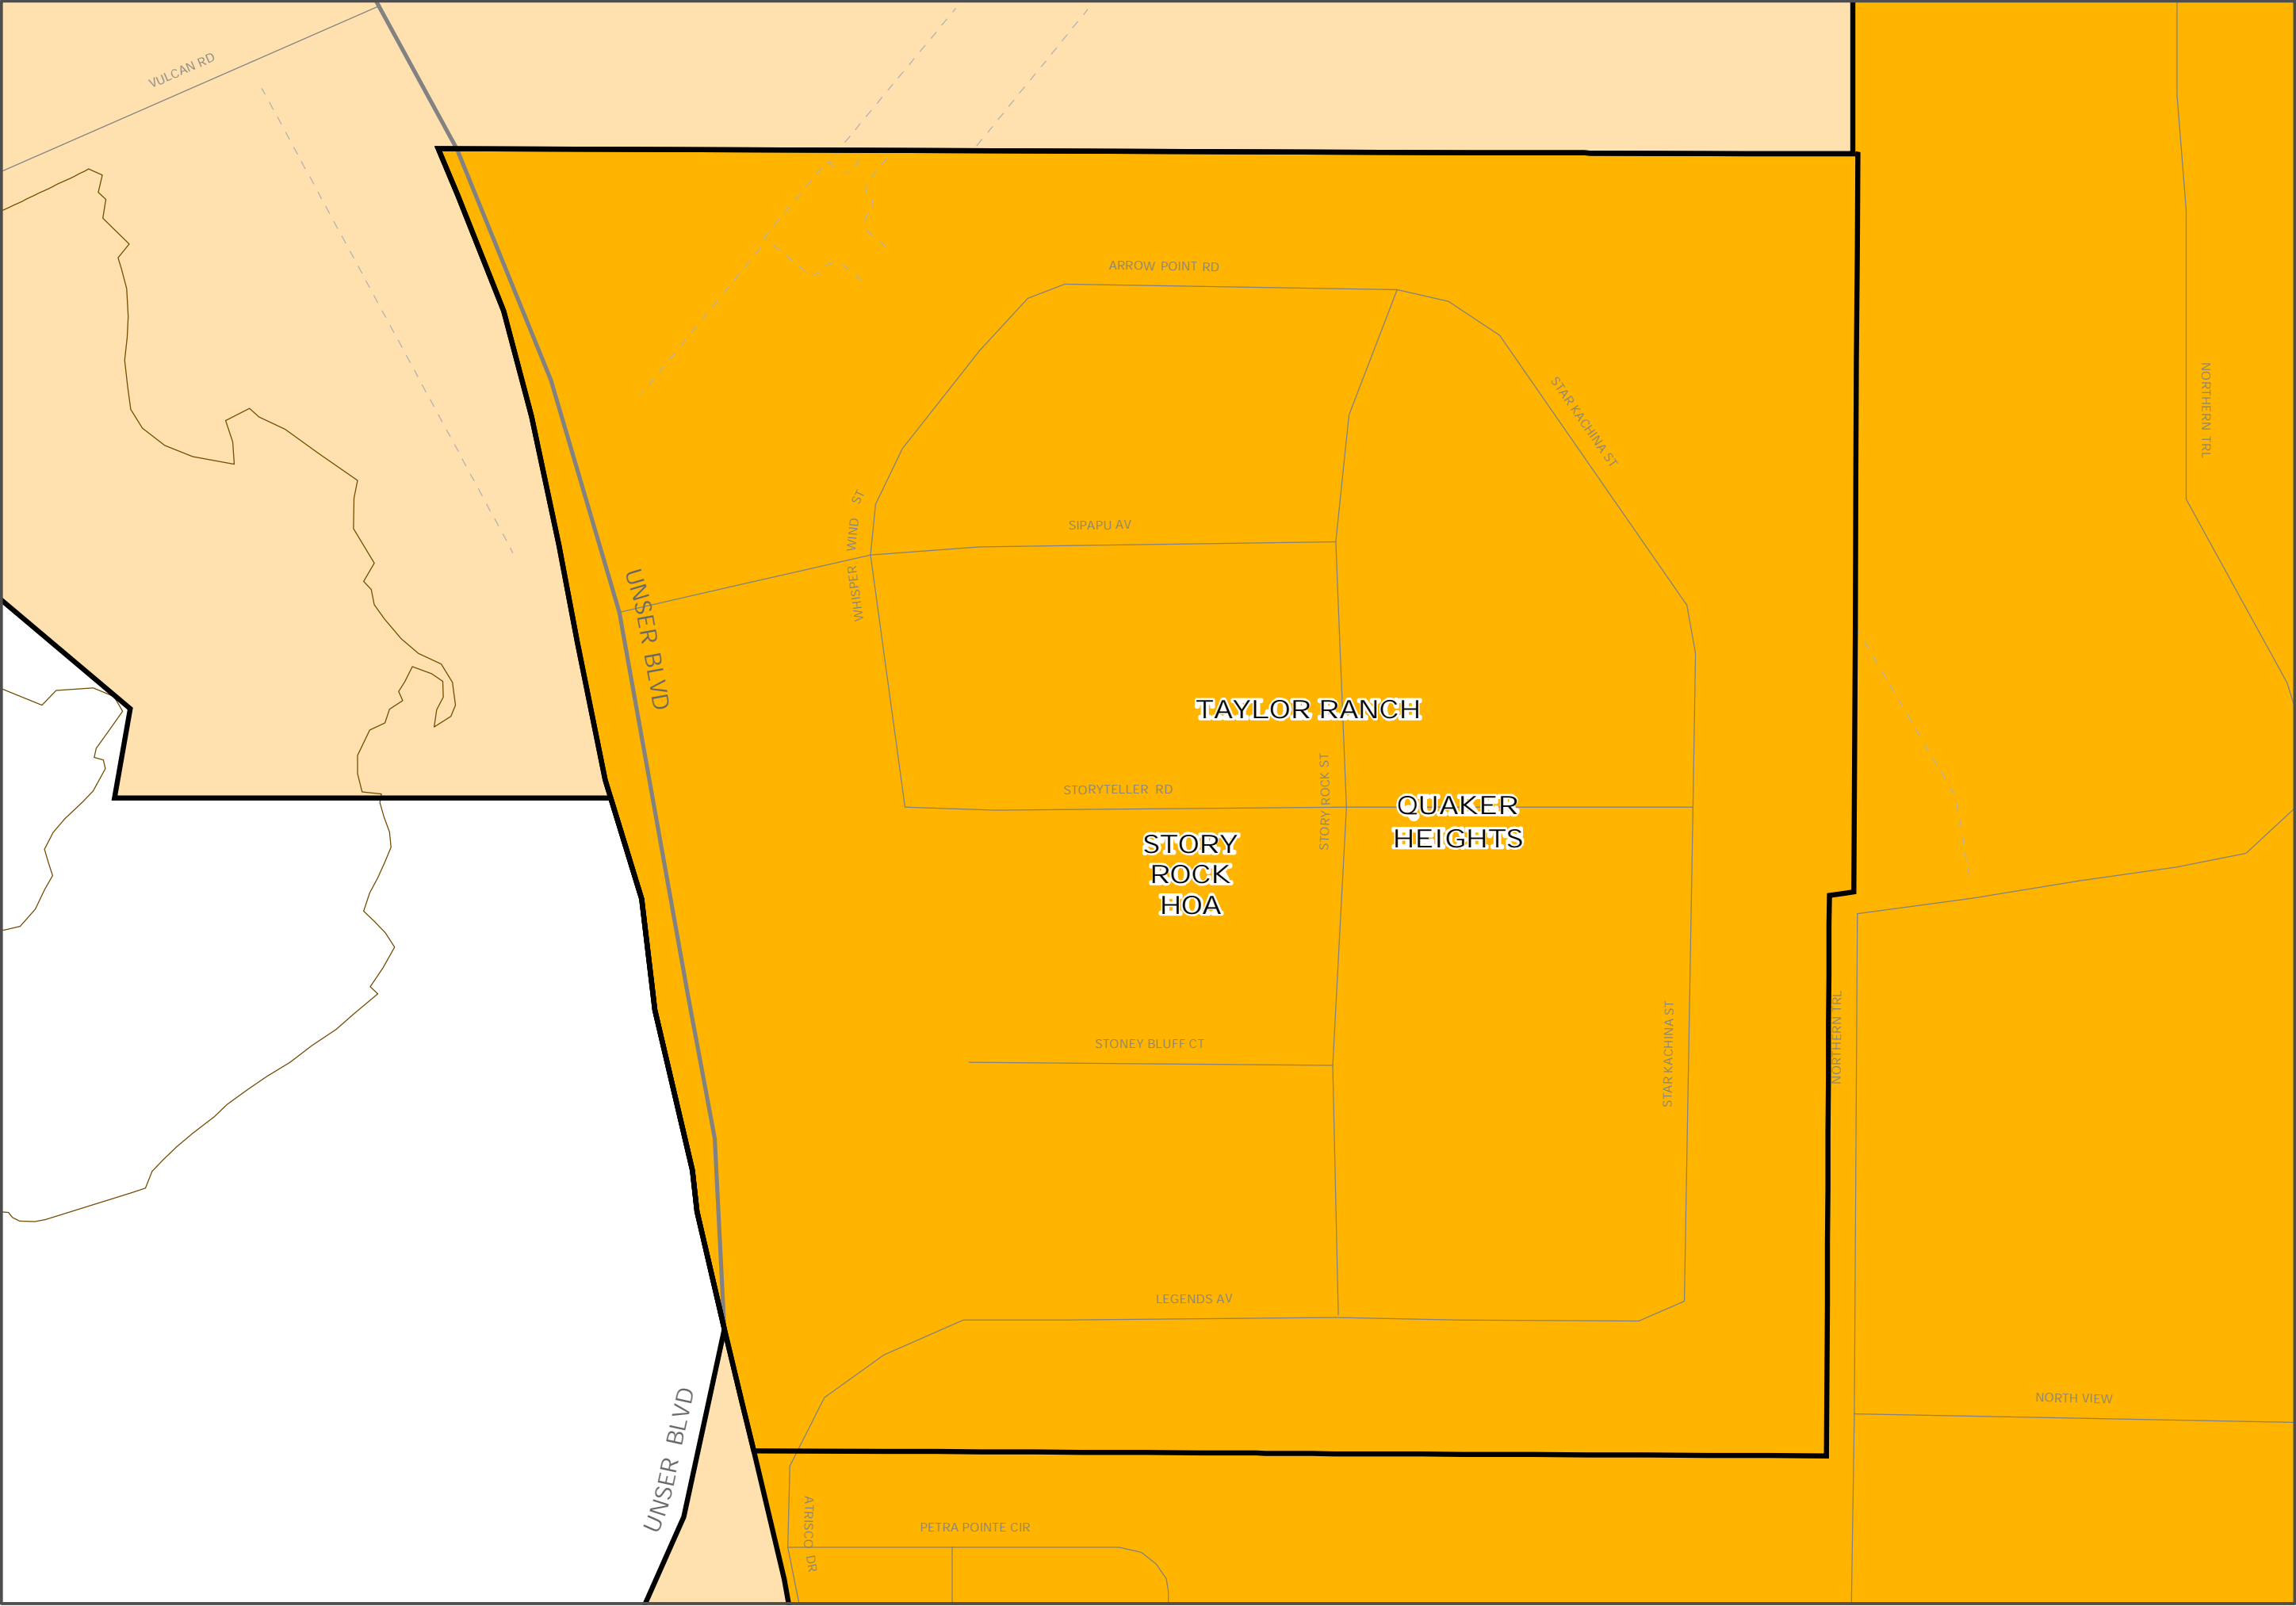 VULCAN RD
ARROW POINT RD
STAR KACHINA ST
NORTHERN TRL
WHISPER WIND ST
SIPAPU AV
UNSER BLVD
TAYLOR RANCH
STORYTELLER RD
STORY ROCK ST
QUAKER
HEIGHTS
STORY
ROCK
HOA
STONEY BLUFF CT
STAR KACHINA ST
NORTHERN TRL
LEGENDS AV
NORTH VIEW
UNSER BLVD
ATRISCO DR
PETRA POINTE CIR